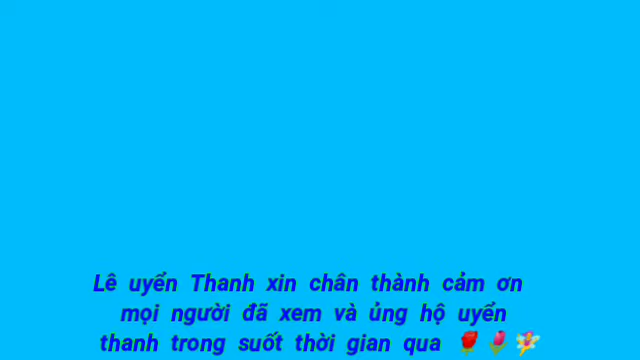 Lê uyển Thanh xin chân thành cảm ơn
mọi người đã xem và ủng hộ uyển
thanh trong suốt thời gian qua 🌹🌷🧚